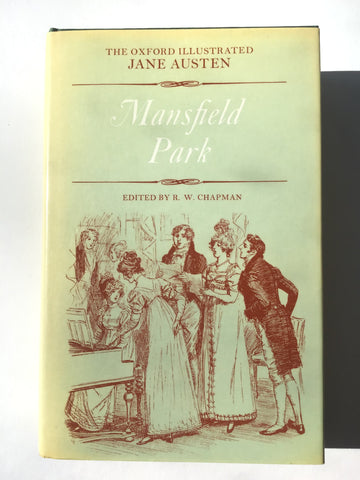 THE OXFORD ILLUSTRATED
JANE AUSTEN
Mansfield
Park
EDITED BY R. W. CHAPMAN